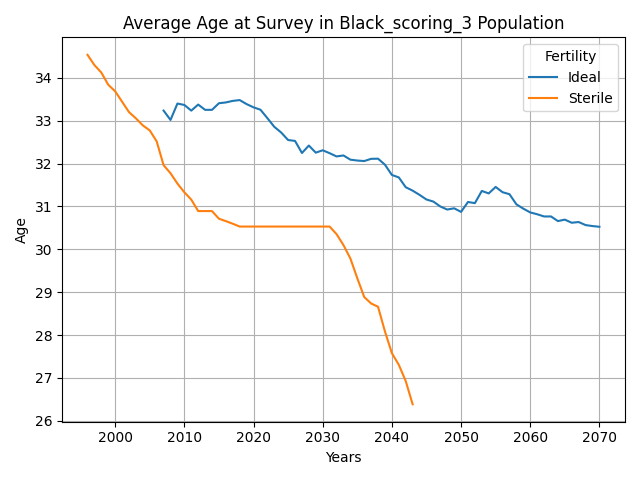 Average Age at Survey in Black_scoring_3 Population
Fertility
Ideal
Sterile
Age
34
33
32
31
30
29
28
27
26
2000
2010
2020
2030
2040
2050
2060
2070
Years